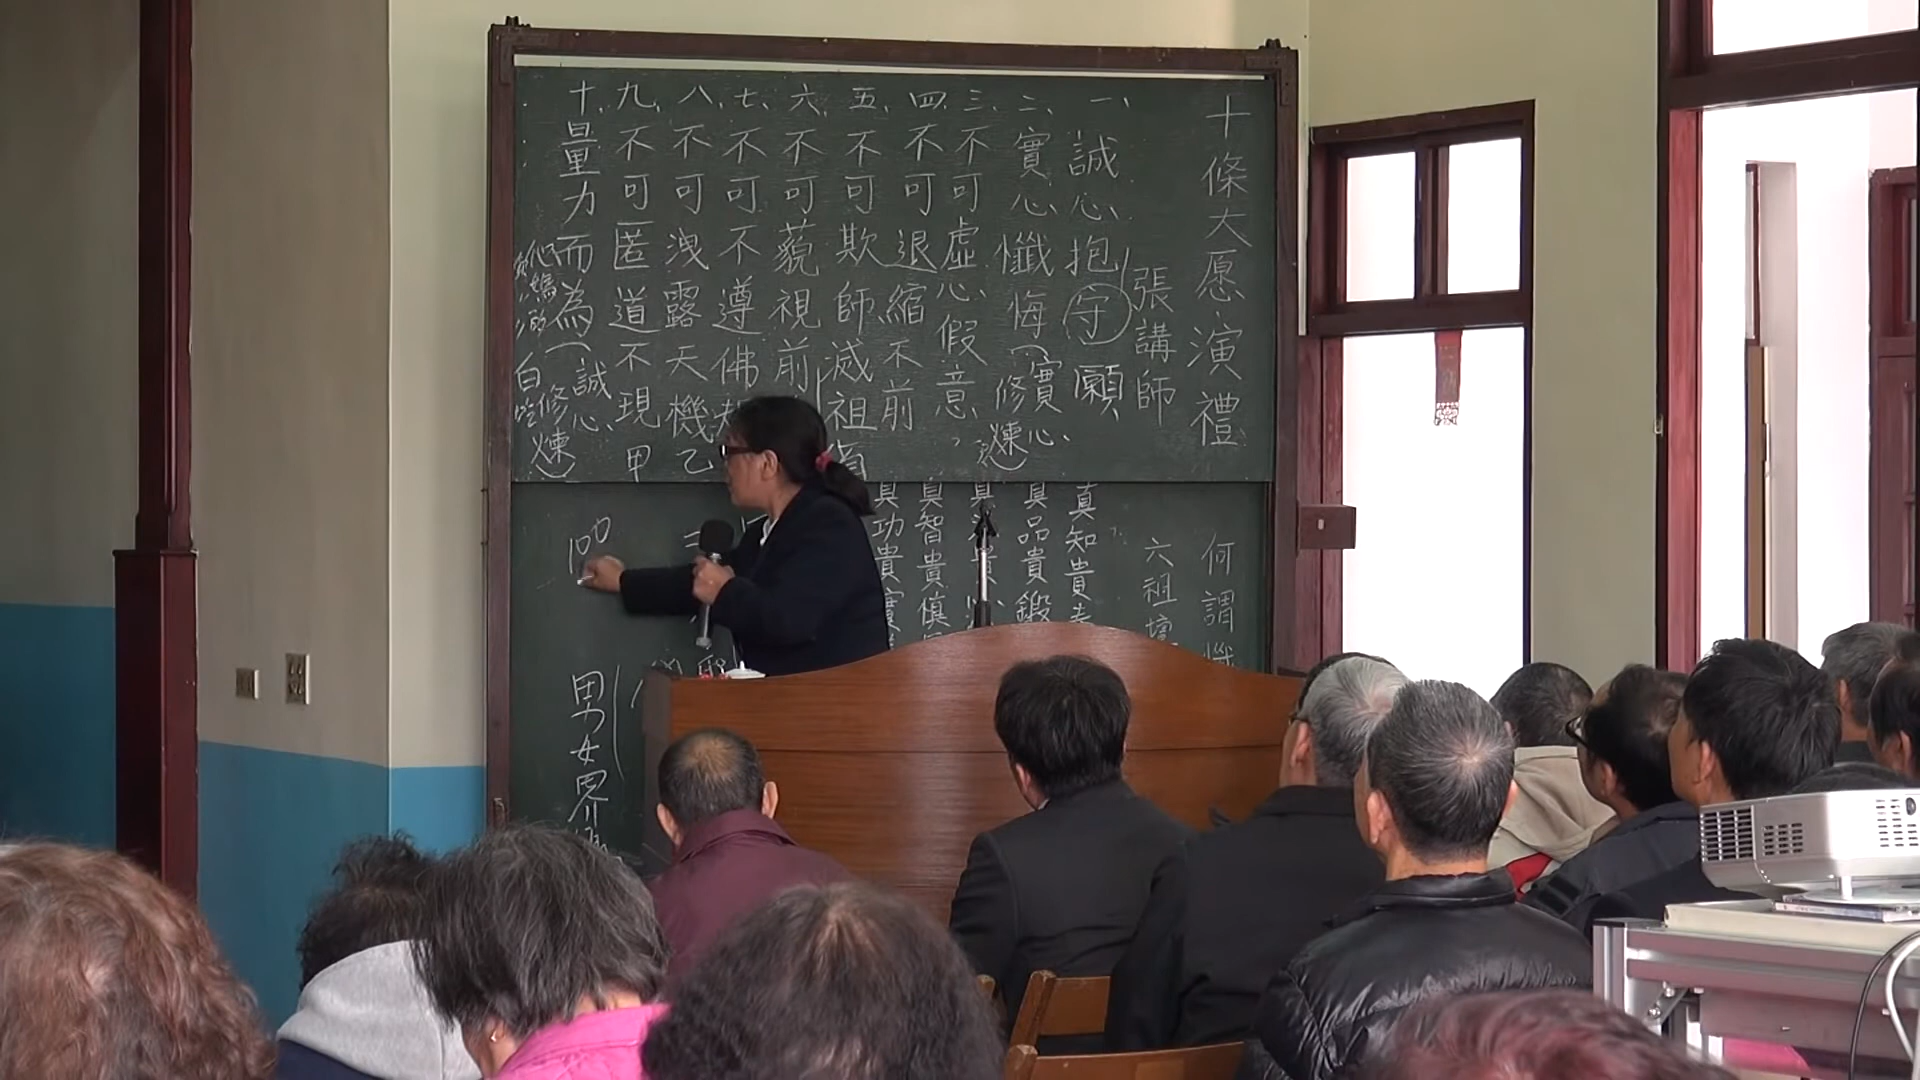 十條大愿演禮
張講師
一、誠心抱守願
二、實心懺悔(實心修煉)
三、不可虛心假意
四、不可退縮不前
五、不可欺師滅祖
六、不可藐視前
七、不可不遵佛規
八、不可洩露天機乙
九、不可匿道不現甲
十、量力而為(誠心修煉)
何謂
六祖壇
真知貴
具品貴鍛
具智貴慎
具功貴實
100
男女界